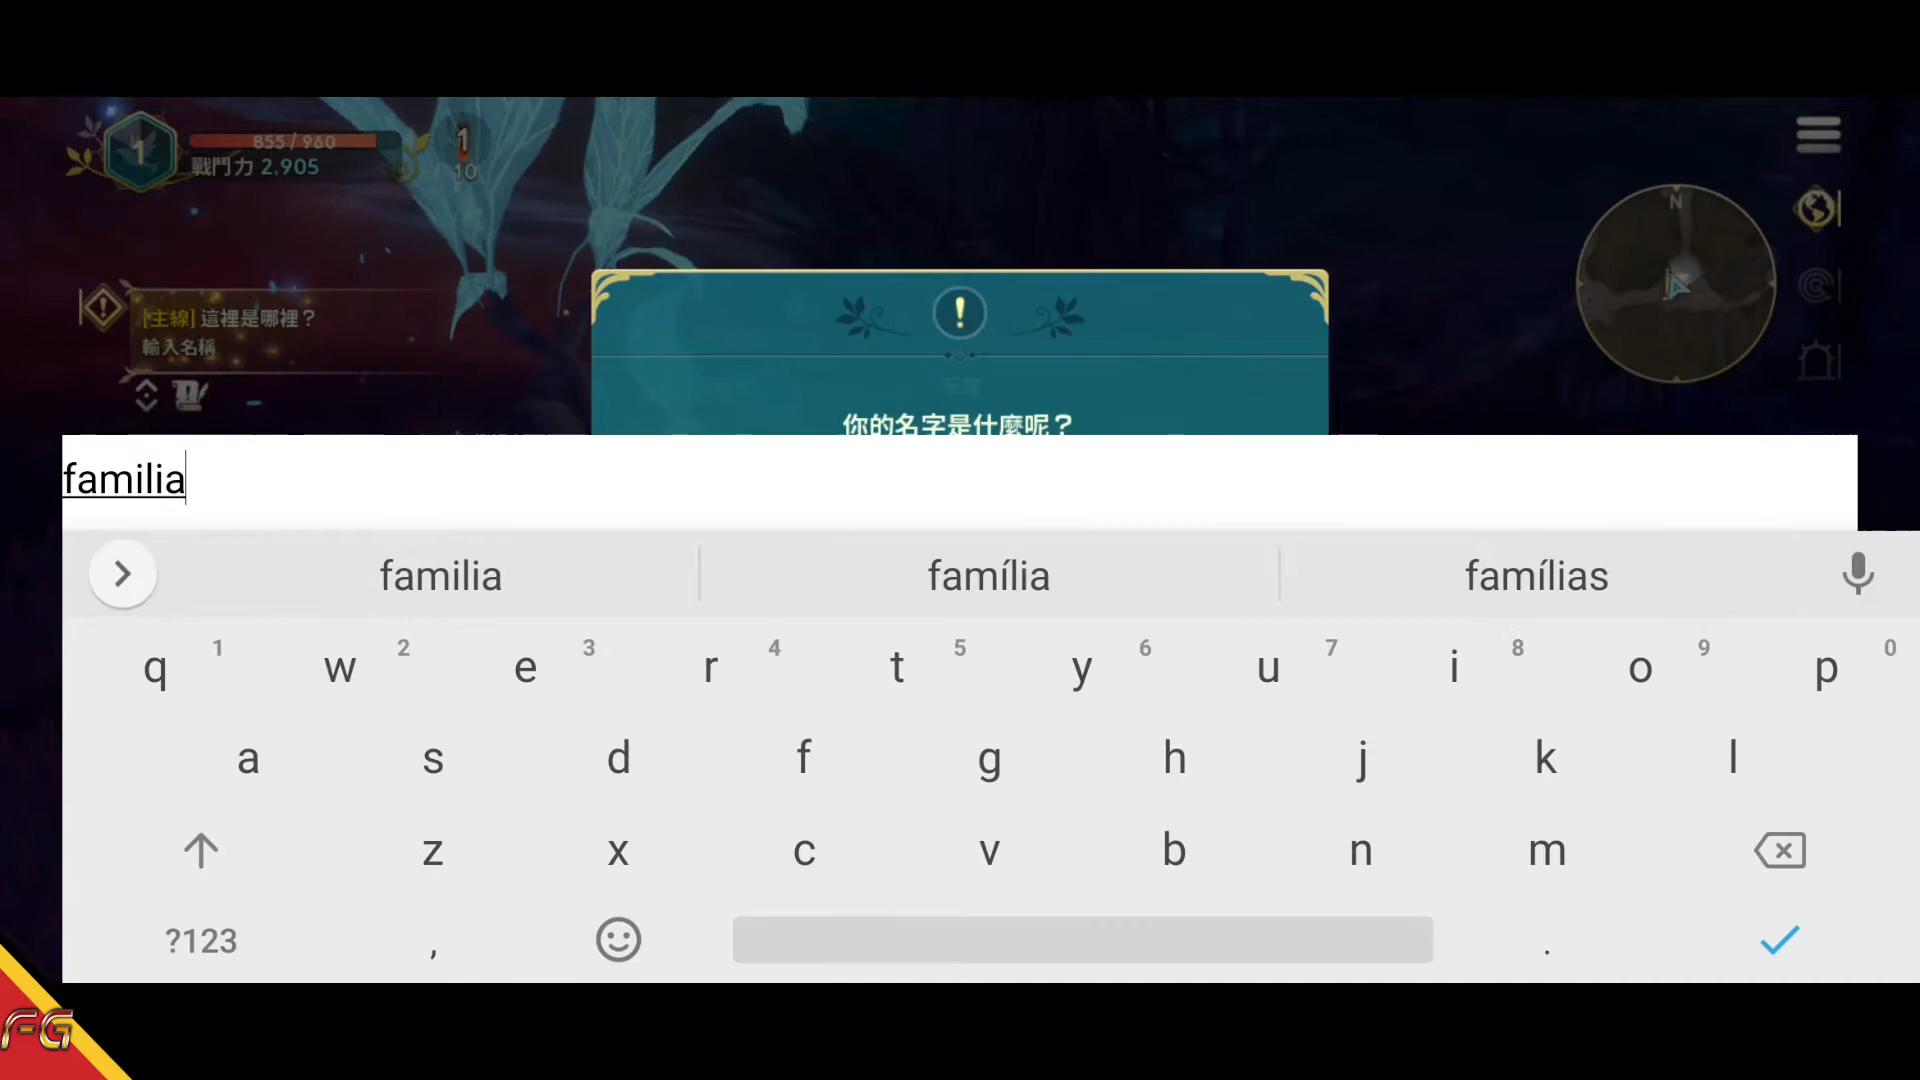 1
855 / 960
戰鬥力 2.905
1
10
N
[主線] 這裡是哪裡？
輸入名稱
!
你的名字是什麼呢？
familia
familia família famílias
1 2 3 4 5 6 7 8 9 0
q w e r t y u i o p
a s d f g h j k l
z x c v b n m
?123 , .
FG